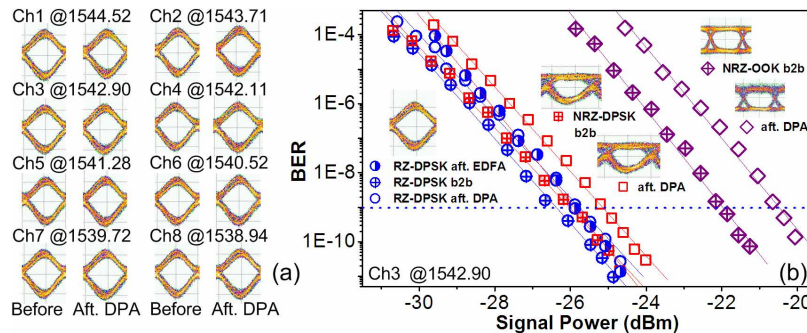 Ch1 @1544.52 Ch2 @1543.71
Ch3 @1542.90 Ch4 @1542.11
Ch5 @1541.28 Ch6 @1540.52
Ch7 @1539.72 Ch8 @1538.94
(a)
Before Aft. DPA Before Aft. DPA
BER
1E-4
1E-6
1E-8
1E-10
(b)
NRZ-OOK b2b
aft. DPA
NRZ-DPSK
b2b
aft. DPA
RZ-DPSK aft. EDFA
RZ-DPSK b2b
RZ-DPSK aft. DPA
Ch3 @1542.90
-30 -28 -26 -24 -22 -20
Signal Power (dBm)